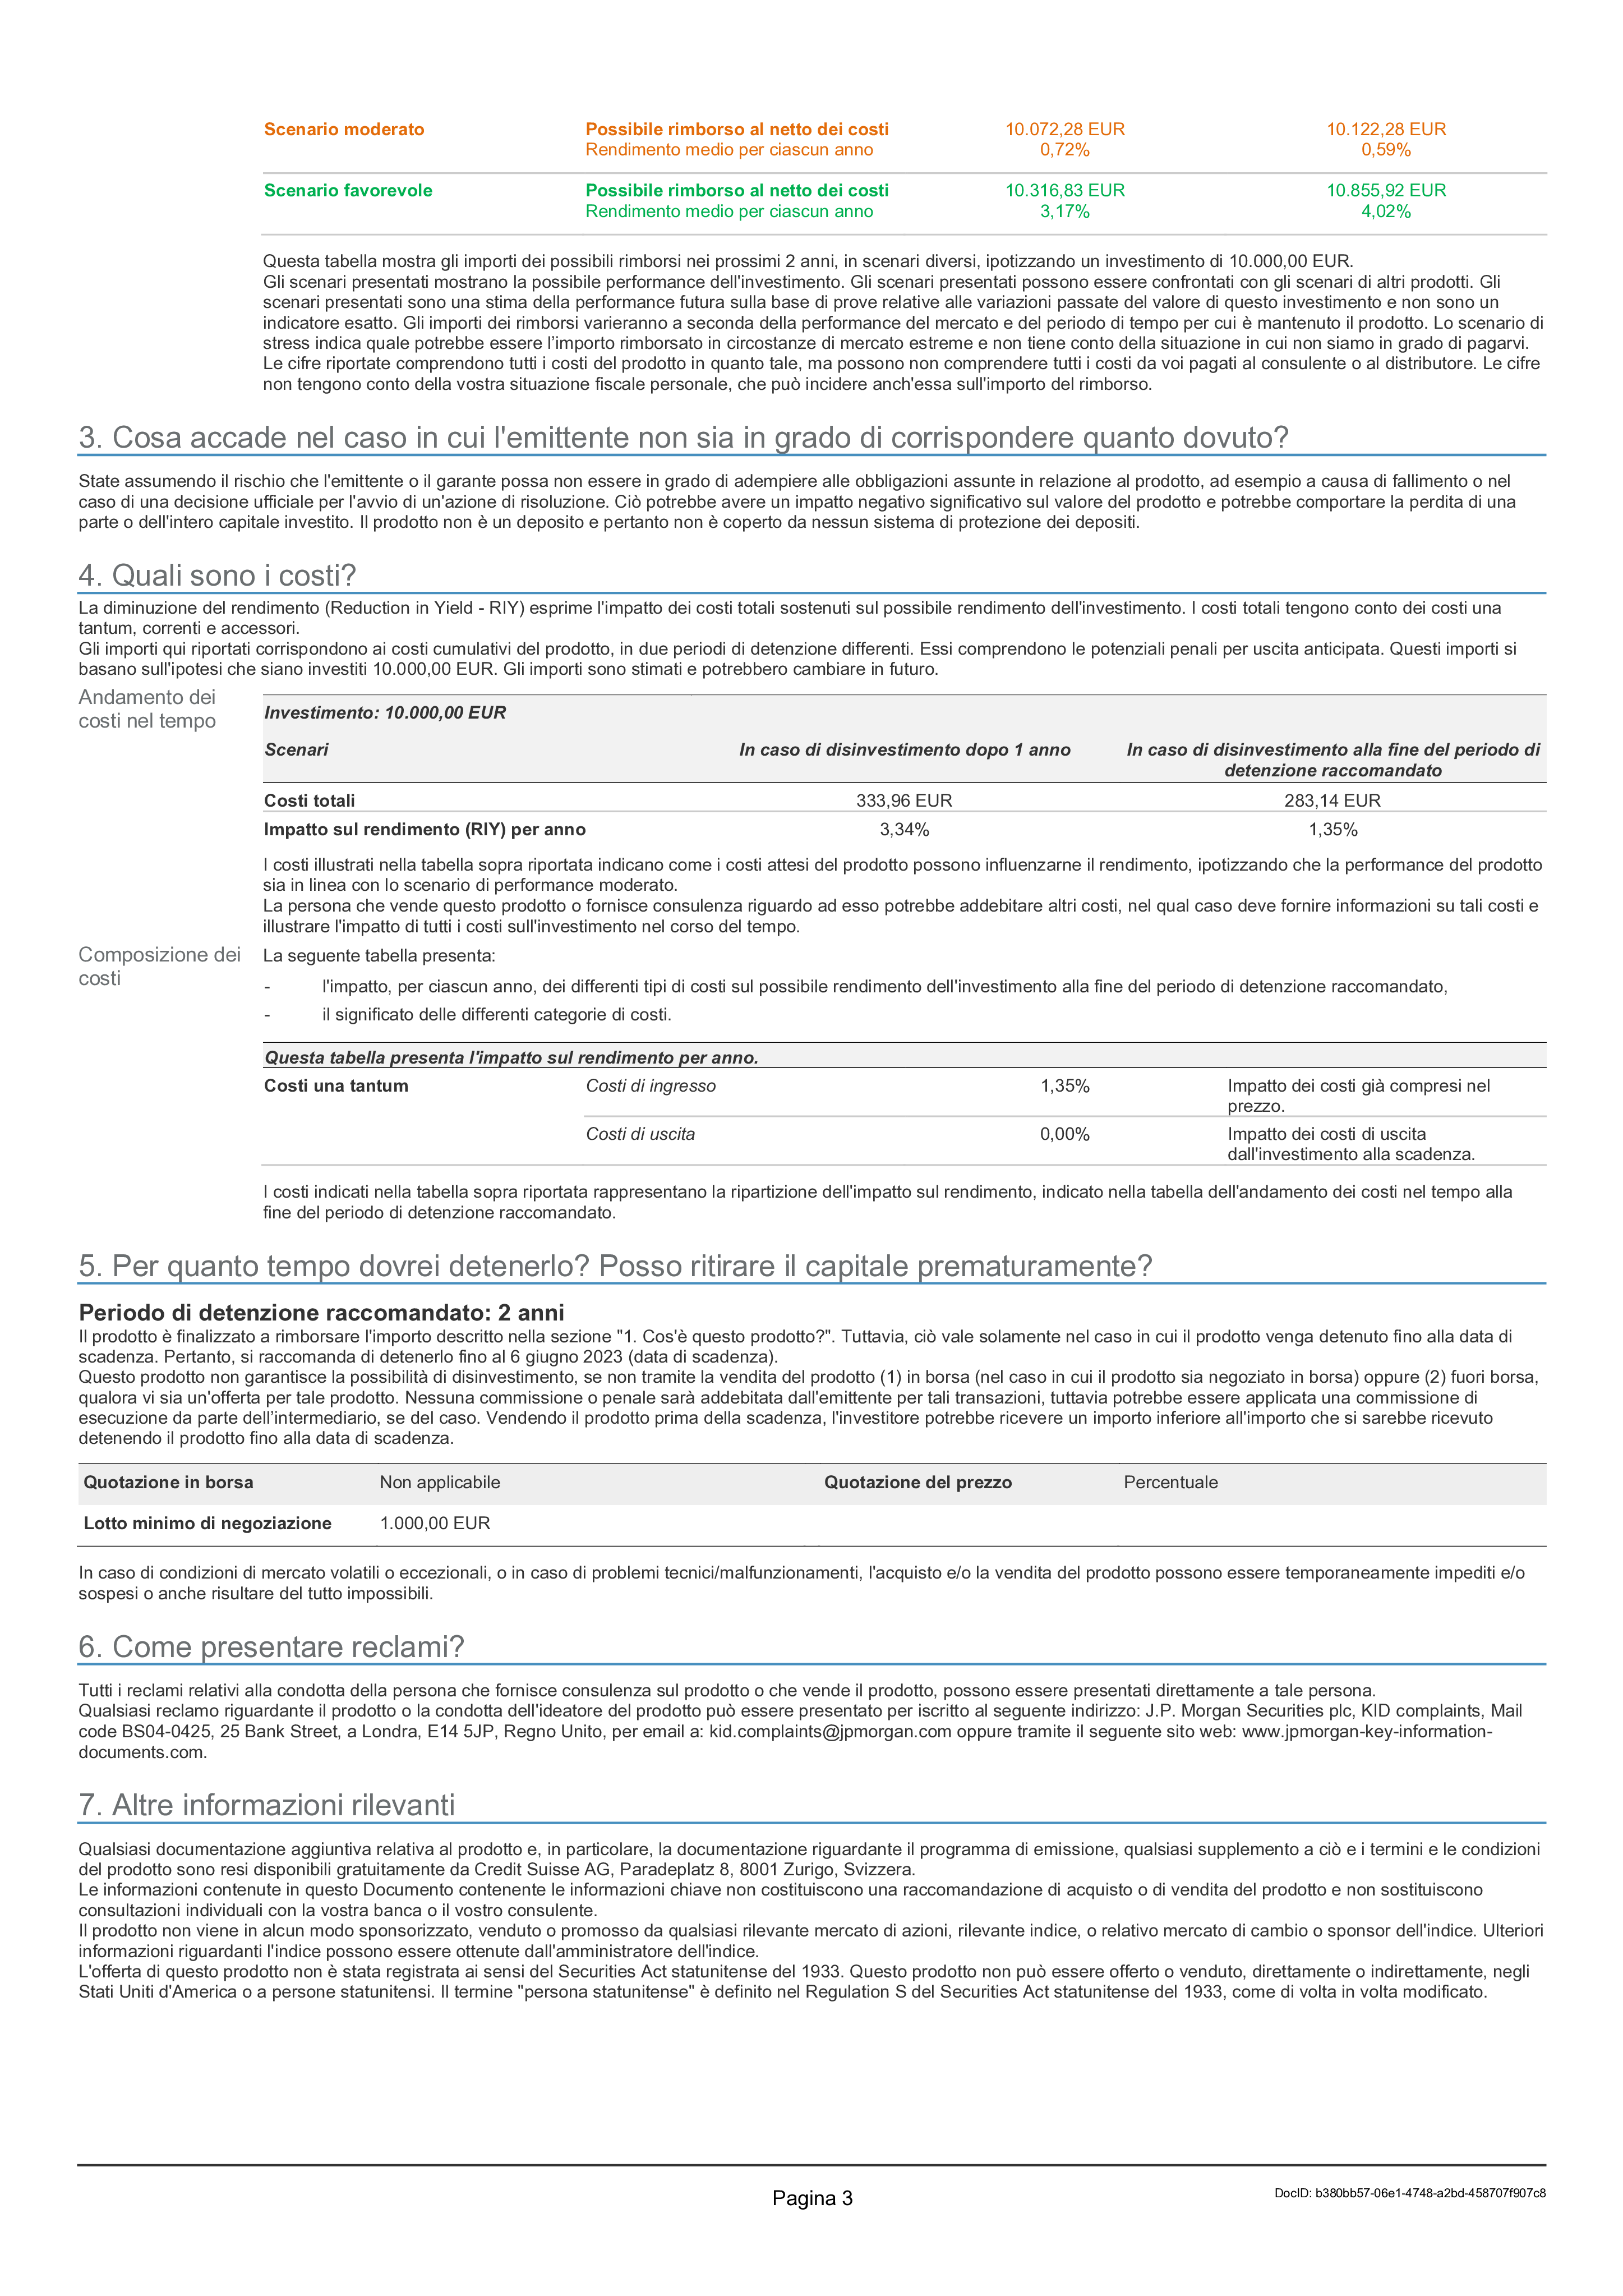 Scenario moderato Possibile rimborso al netto dei costi 10.072,28 EUR 10.122,28 EUR
Rendimento medio per ciascun anno 0,72% 0,59%
Scenario favorevole Possibile rimborso al netto dei costi 10.316,83 EUR 10.855,92 EUR
Rendimento medio per ciascun anno 3,17% 4,02%
Questa tabella mostra gli importi dei possibili rimborsi nei prossimi 2 anni, in scenari diversi, ipotizzando un investimento di 10.000,00 EUR.
Gli scenari presentati mostrano la possibile performance dell'investimento. Gli scenari presentati possono essere confrontati con gli scenari di altri prodotti. Gli
scenari presentati sono una stima della performance futura sulla base di prove relative alle variazioni passate del valore di questo investimento e non sono un
indicatore esatto. Gli importi dei rimborsi varieranno a seconda della performance del mercato e del periodo di tempo per cui è mantenuto il prodotto. Lo scenario di
stress indica quale potrebbe essere l’importo rimborsato in circostanze di mercato estreme e non tiene conto della situazione in cui non siamo in grado di pagarvi.
Le cifre riportate comprendono tutti i costi del prodotto in quanto tale, ma possono non comprendere tutti i costi da voi pagati al consulente o al distributore. Le cifre
non tengono conto della vostra situazione fiscale personale, che può incidere anch'essa sull'importo del rimborso.
3. Cosa accade nel caso in cui l'emittente non sia in grado di corrispondere quanto dovuto?
State assumendo il rischio che l'emittente o il garante possa non essere in grado di adempiere alle obbligazioni assunte in relazione al prodotto, ad esempio a causa di fallimento o nel
caso di una decisione ufficiale per l'avvio di un'azione di risoluzione. Ciò potrebbe avere un impatto negativo significativo sul valore del prodotto e potrebbe comportare la perdita di una
parte o dell'intero capitale investito. Il prodotto non è un deposito e pertanto non è coperto da nessun sistema di protezione dei depositi.
4. Quali sono i costi?
La diminuzione del rendimento (Reduction in Yield - RIY) esprime l'impatto dei costi totali sostenuti sul possibile rendimento dell'investimento. I costi totali tengono conto dei costi una
tantum, correnti e accessori.
Gli importi qui riportati corrispondono ai costi cumulativi del prodotto, in due periodi di detenzione differenti. Essi comprendono le potenziali penali per uscita anticipata. Questi importi si
basano sull'ipotesi che siano investiti 10.000,00 EUR. Gli importi sono stimati e potrebbero cambiare in futuro.
Andamento dei
costi nel tempo
Investimento: 10.000,00 EUR
Scenari In caso di disinvestimento dopo 1 anno In caso di disinvestimento alla fine del periodo di
detenzione raccomandato
Costi totali 333,96 EUR 283,14 EUR
Impatto sul rendimento (RIY) per anno 3,34% 1,35%
I costi illustrati nella tabella sopra riportata indicano come i costi attesi del prodotto possono influenzarne il rendimento, ipotizzando che la performance del prodotto
sia in linea con lo scenario di performance moderato.
La persona che vende questo prodotto o fornisce consulenza riguardo ad esso potrebbe addebitare altri costi, nel qual caso deve fornire informazioni su tali costi e
illustrare l'impatto di tutti i costi sull'investimento nel corso del tempo.
Composizione dei
costi
La seguente tabella presenta:
- l'impatto, per ciascun anno, dei differenti tipi di costi sul possibile rendimento dell'investimento alla fine del periodo di detenzione raccomandato,
- il significato delle differenti categorie di costi.
Questa tabella presenta l'impatto sul rendimento per anno.
Costi una tantum Costi di ingresso 1,35% Impatto dei costi già compresi nel
prezzo.
Costi di uscita 0,00% Impatto dei costi di uscita
dall'investimento alla scadenza.
I costi indicati nella tabella sopra riportata rappresentano la ripartizione dell'impatto sul rendimento, indicato nella tabella dell'andamento dei costi nel tempo alla
fine del periodo di detenzione raccomandato.
5. Per quanto tempo dovrei detenerlo? Posso ritirare il capitale prematuramente?
Periodo di detenzione raccomandato: 2 anni
Il prodotto è finalizzato a rimborsare l'importo descritto nella sezione "1. Cos'è questo prodotto?". Tuttavia, ciò vale solamente nel caso in cui il prodotto venga detenuto fino alla data di
scadenza. Pertanto, si raccomanda di detenerlo fino al 6 giugno 2023 (data di scadenza).
Questo prodotto non garantisce la possibilità di disinvestimento, se non tramite la vendita del prodotto (1) in borsa (nel caso in cui il prodotto sia negoziato in borsa) oppure (2) fuori borsa,
qualora vi sia un'offerta per tale prodotto. Nessuna commissione o penale sarà addebitata dall'emittente per tali transazioni, tuttavia potrebbe essere applicata una commissione di
esecuzione da parte dell’intermediario, se del caso. Vendendo il prodotto prima della scadenza, l'investitore potrebbe ricevere un importo inferiore all'importo che si sarebbe ricevuto
detenendo il prodotto fino alla data di scadenza.
Quotazione in borsa Non applicabile Quotazione del prezzo Percentuale
Lotto minimo di negoziazione 1.000,00 EUR
In caso di condizioni di mercato volatili o eccezionali, o in caso di problemi tecnici/malfunzionamenti, l'acquisto e/o la vendita del prodotto possono essere temporaneamente impediti e/o
sospesi o anche risultare del tutto impossibili.
6. Come presentare reclami?
Tutti i reclami relativi alla condotta della persona che fornisce consulenza sul prodotto o che vende il prodotto, possono essere presentati direttamente a tale persona.
Qualsiasi reclamo riguardante il prodotto o la condotta dell'ideatore del prodotto può essere presentato per iscritto al seguente indirizzo: J.P. Morgan Securities plc, KID complaints, Mail
code BS04-0425, 25 Bank Street, a Londra, E14 5JP, Regno Unito, per email a: kid.complaints@jpmorgan.com oppure tramite il seguente sito web: www.jpmorgan-key-information-
documents.com.
7. Altre informazioni rilevanti
Qualsiasi documentazione aggiuntiva relativa al prodotto e, in particolare, la documentazione riguardante il programma di emissione, qualsiasi supplemento a ciò e i termini e le condizioni
del prodotto sono resi disponibili gratuitamente da Credit Suisse AG, Paradeplatz 8, 8001 Zurigo, Svizzera.
Le informazioni contenute in questo Documento contenente le informazioni chiave non costituiscono una raccomandazione di acquisto o di vendita del prodotto e non sostituiscono
consultazioni individuali con la vostra banca o il vostro consulente.
Il prodotto non viene in alcun modo sponsorizzato, venduto o promosso da qualsiasi rilevante mercato di azioni, rilevante indice, o relativo mercato di cambio o sponsor dell'indice. Ulteriori
informazioni riguardanti l'indice possono essere ottenute dall'amministratore dell'indice.
L'offerta di questo prodotto non è stata registrata ai sensi del Securities Act statunitense del 1933. Questo prodotto non può essere offerto o venduto, direttamente o indirettamente, negli
Stati Uniti d'America o a persone statunitensi. Il termine "persona statunitense" è definito nel Regulation S del Securities Act statunitense del 1933, come di volta in volta modificato.
Pagina 3 DocID: b380bb57-06e1-4748-a2bd-458707f907c8